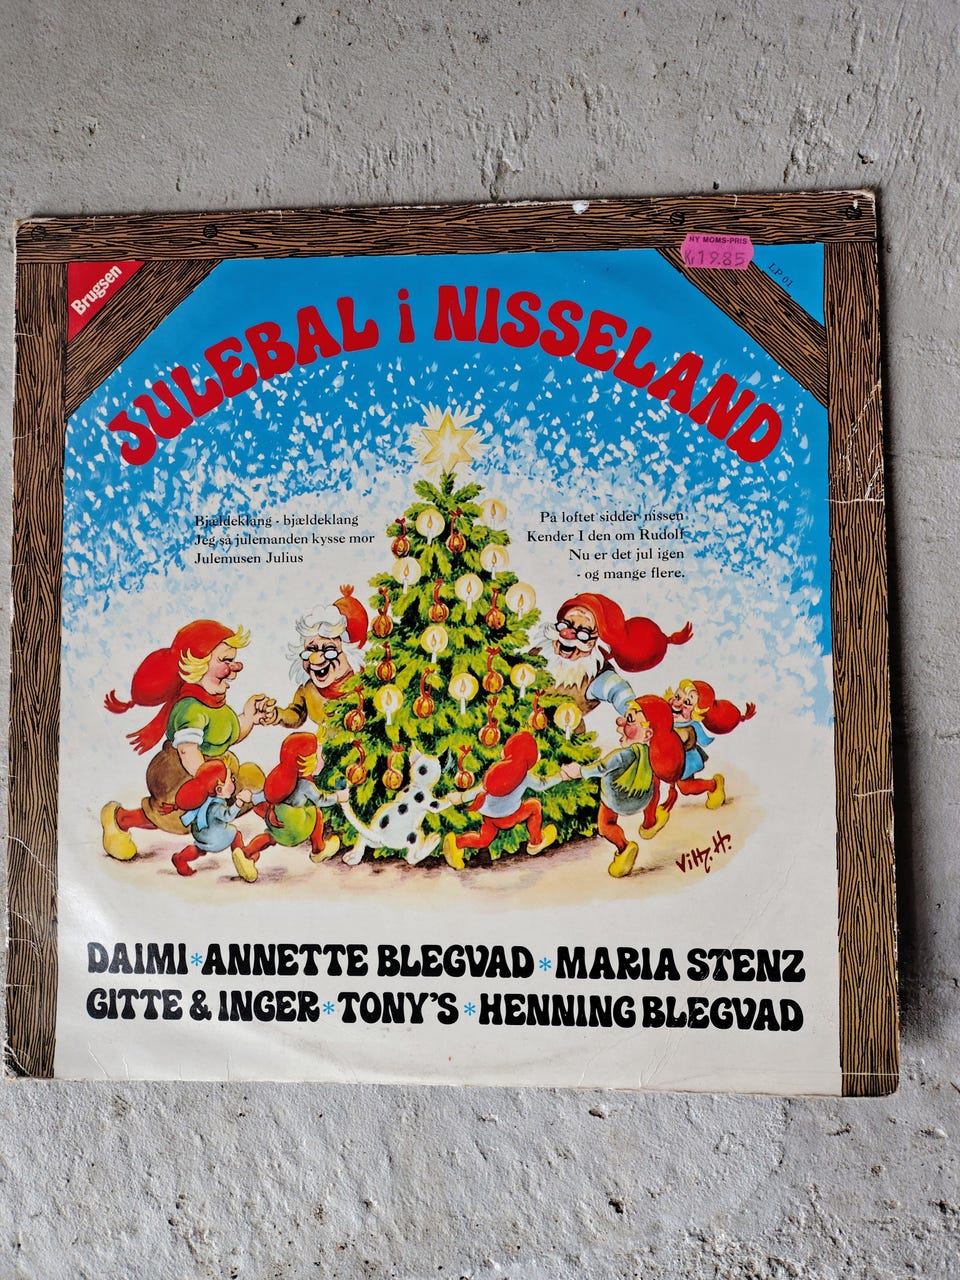 Brugsen
NY MOMS-PRIS
Kr 19.85
LP 01
JULEBAL i NISSELAND
Bjældeklang - bjældeklang
Jeg så julemanden kysse mor
Julemusen Julius
På loftet sidder nissen
Kender I den om Rudolf
Nu er det jul igen
- og mange flere.
Vitz. H.
DAIMI * ANNETTE BLEGVAD * MARIA STENZ
GITTE & INGER * TONY'S * HENNING BLEGVAD